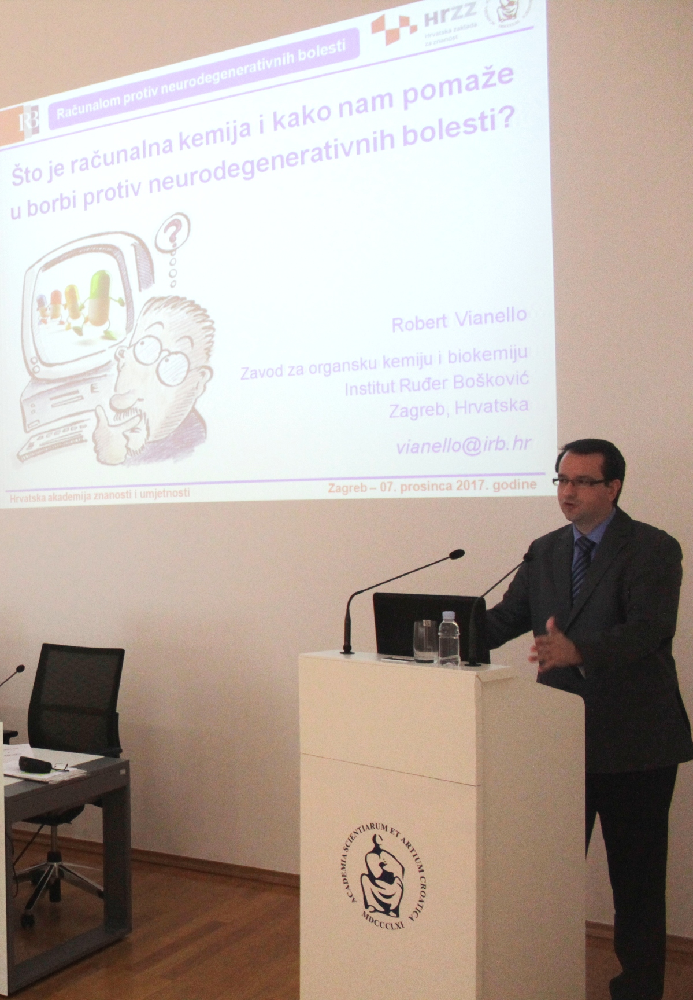 HRZZ
Hrvatska zaklada
za znanost
IRB
Računalom protiv neurodegenerativnih bolesti
Što je računalna kemija i kako nam pomaže
u borbi protiv neurodegenerativnih bolesti?
?
Robert Vianello
Zavod za organsku kemiju i biokemiju
Institut Ruđer Bošković
Zagreb, Hrvatska
vianello@irb.hr
Hrvatska akademija znanosti i umjetnosti
Zagreb – 07. prosinca 2017. godine
ACADEMIA SCIENTIARUM ET ARTIUM CROATICA
MDCCCLXI